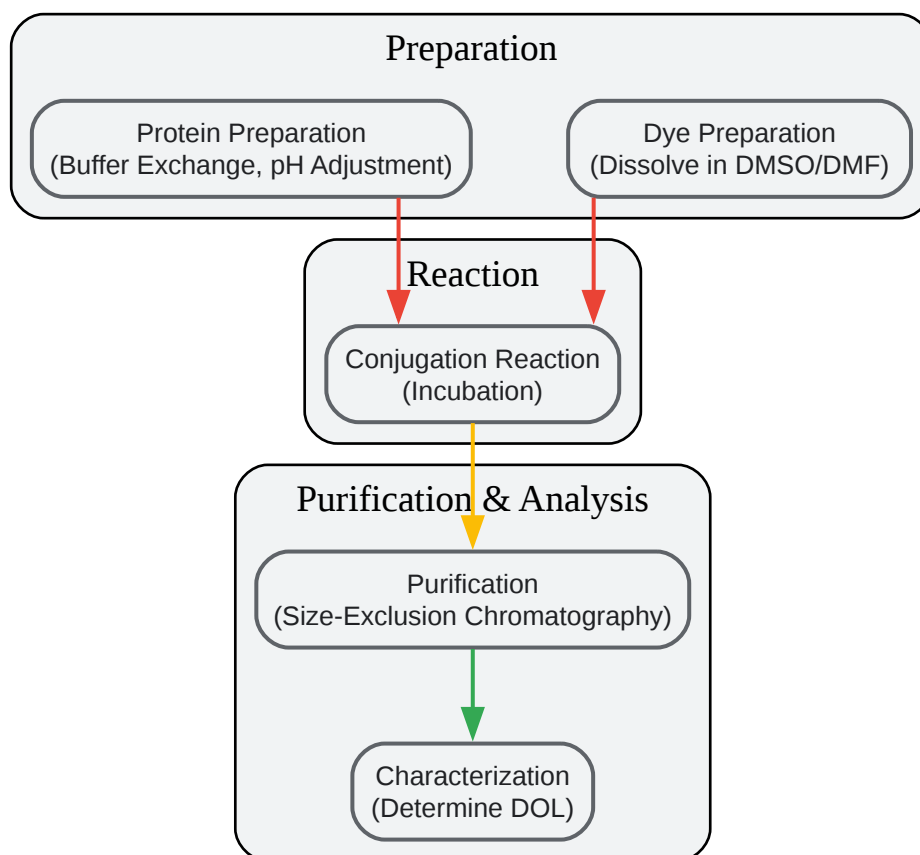 Preparation
Protein Preparation
(Buffer Exchange, pH Adjustment)
Dye Preparation
(Dissolve in DMSO/DMF)
Reaction
Conjugation Reaction
(Incubation)
Purification & Analysis
Purification
(Size-Exclusion Chromatography)
Characterization
(Determine DOL)